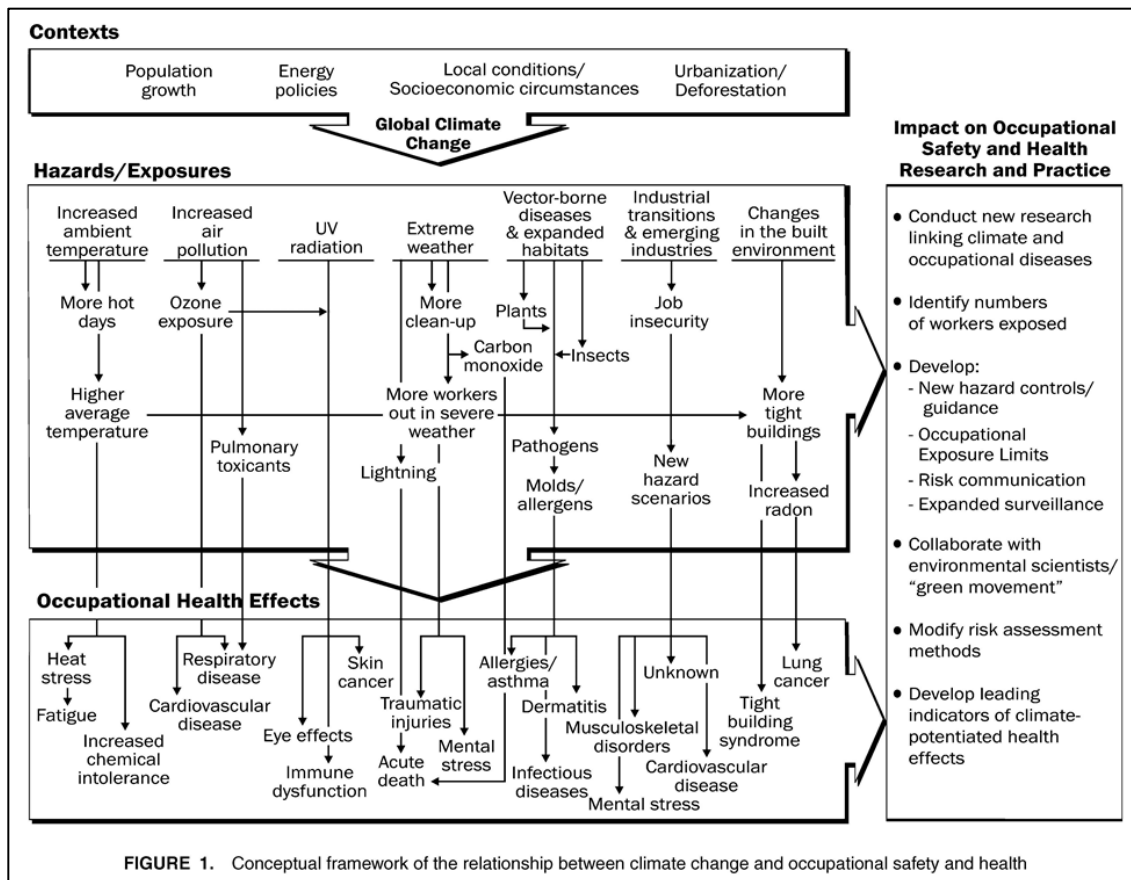 Contexts
Population
growth
Energy
policies
Local conditions/
Socioeconomic circumstances
Urbanization/
Deforestation
Global Climate
Change
Hazards/Exposures
Increased
ambient
temperature
Increased
air
pollution
UV
radiation
Extreme
weather
Vector-borne
diseases
& expanded
habitats
Industrial
transitions
& emerging
industries
Changes
in the built
environment
More hot
days
Ozone
exposure
More
clean-up
Plants
Job
insecurity
Carbon
monoxide
Insects
Higher
average
temperature
More workers
out in severe
weather
More
tight
buildings
Pulmonary
toxicants
Lightning
Pathogens
Molds/
allergens
New
hazard
scenarios
Increased
radon
Occupational Health Effects
Heat
stress
Fatigue
Increased
chemical
intolerance
Respiratory
disease
Cardiovascular
disease
Skin
cancer
Eye effects
Immune
dysfunction
Traumatic
injuries
Acute
death
Mental
stress
Allergies/
asthma
Dermatitis
Infectious
diseases
Unknown
Musculoskeletal
disorders
Mental stress
Cardiovascular
disease
Lung
cancer
Tight
building
syndrome
Impact on Occupational
Safety and Health
Research and Practice
• Conduct new research
linking climate and
occupational diseases
• Identify numbers
of workers exposed
• Develop:
- New hazard controls/
guidance
- Occupational
Exposure Limits
- Risk communication
- Expanded surveillance
• Collaborate with
environmental scientists/
“green movement”
• Modify risk assessment
methods
• Develop leading
indicators of climate-
potentiated health
effects
FIGURE 1. Conceptual framework of the relationship between climate change and occupational safety and health